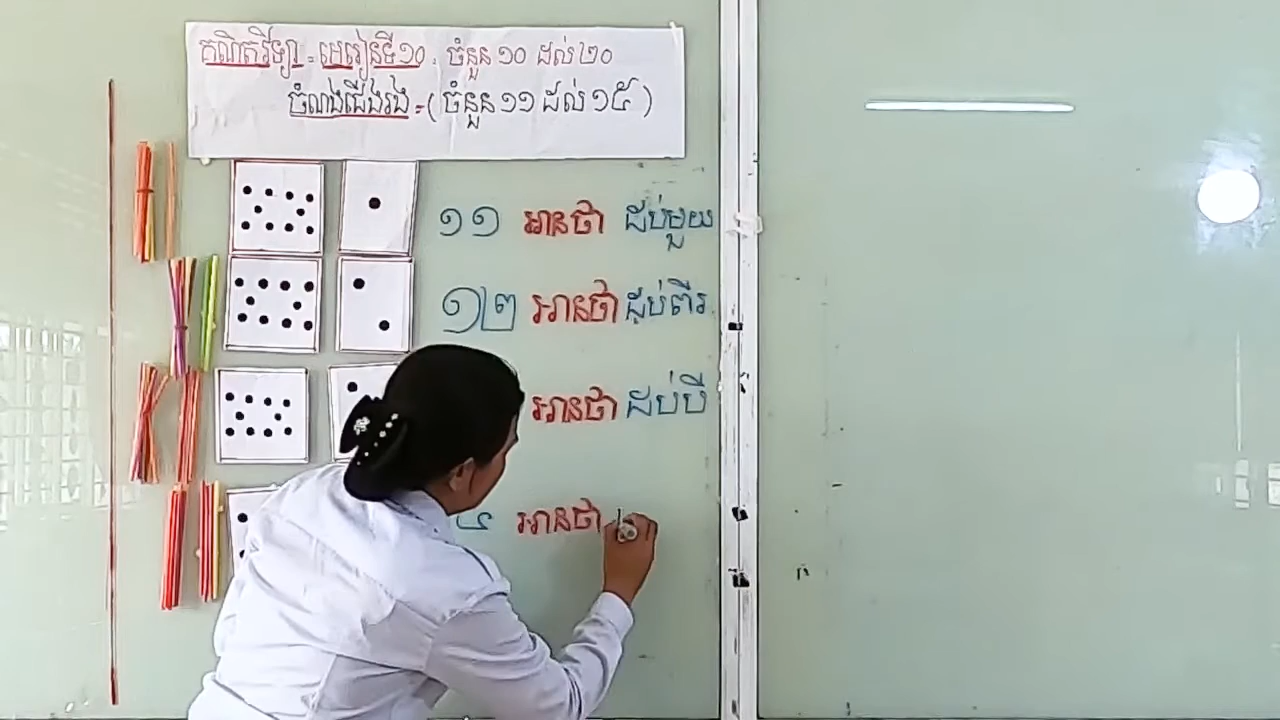 គណិតវិទ្យា = មេរៀនទី១០ . ចំនួន ១០ ដល់ ២០
ចំណងជើងរង = ( ចំនួន ១១ ដល់ ១៥ )
១១ អានថា ដប់មួយ
១២ អានថា ដប់ពីរ
អានថា ដប់បី
៤ អានថា